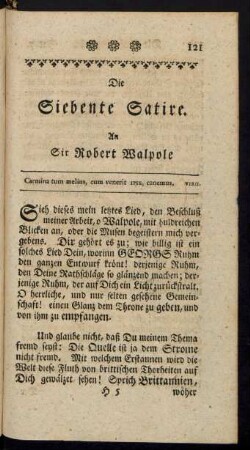 121
Die
Siebente Satire.
An
Sir Robert Walpole
Carmina tum melius, cum venerit ipse, canemus. VIRG.
Sieh dieses mein letztes Lied, den Beschluß
meiner Arbeit, o Walpole, mit huldreichen
Blicken an, oder die Musen begeistern mich ver-
gebens. Dir gehört es zu; wie billig ist ein
solches Lied Dein, worinn GEORGS Ruhm
den ganzen Entwurf krönt! derjenige Ruhm,
den Deine Rathschläge so glänzend machen; der-
jenige Ruhm, der auf Dich ein Licht zurückstralt.
O herrliche, und nur selten gesehene Gemein-
schaft! einen Glanz dem Throne zu geben, und
von ihm zu empfangen.
Und glaube nicht, daß Du meinem Thema
fremd seyst: Die Quelle ist ja dem Strome
nicht fremd. Mit welchem Erstaunen wird die
Welt diese Fluth von brittischen Thorheiten auf
Dich gewälzet sehen! Sprich Brittannien,
H 5
woher